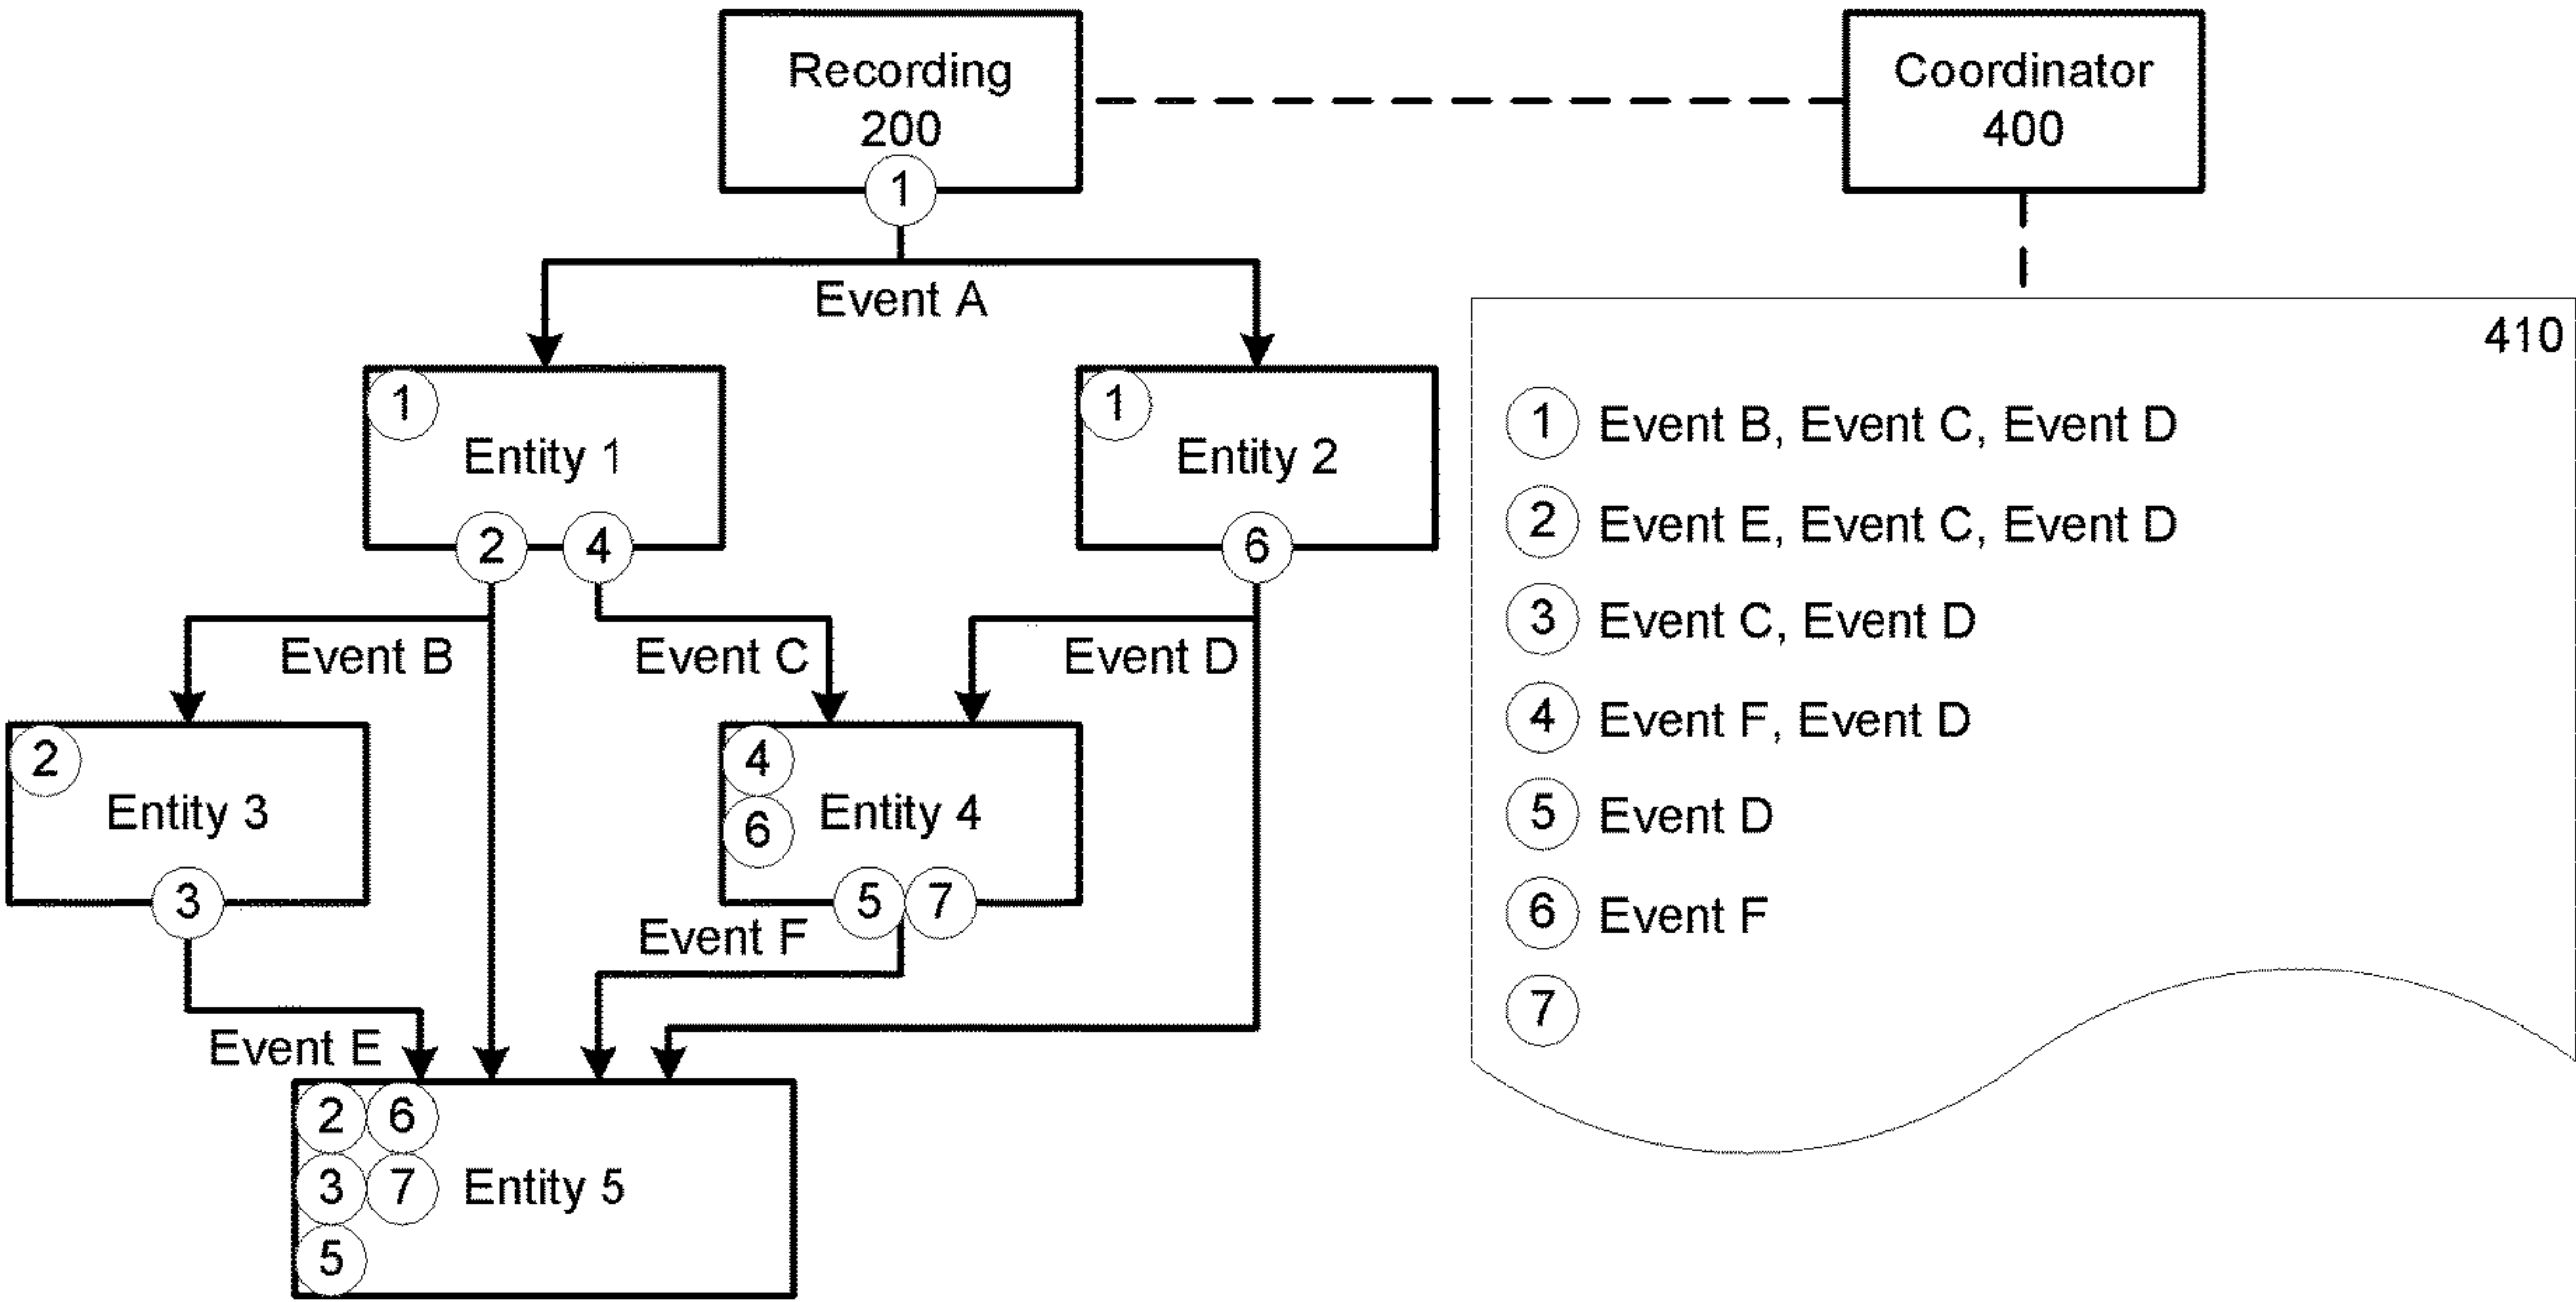 Recording
200
1
Coordinator
400
Event A
410
1
Entity 1
2
4
1
Entity 2
6
Event B
Event C
Event D
2
Entity 3
3
4
6
Entity 4
5
7
Event F
Event E
2 6
3 7
5
Entity 5
1 Event B, Event C, Event D
2 Event E, Event C, Event D
3 Event C, Event D
4 Event F, Event D
5 Event D
6 Event F
7